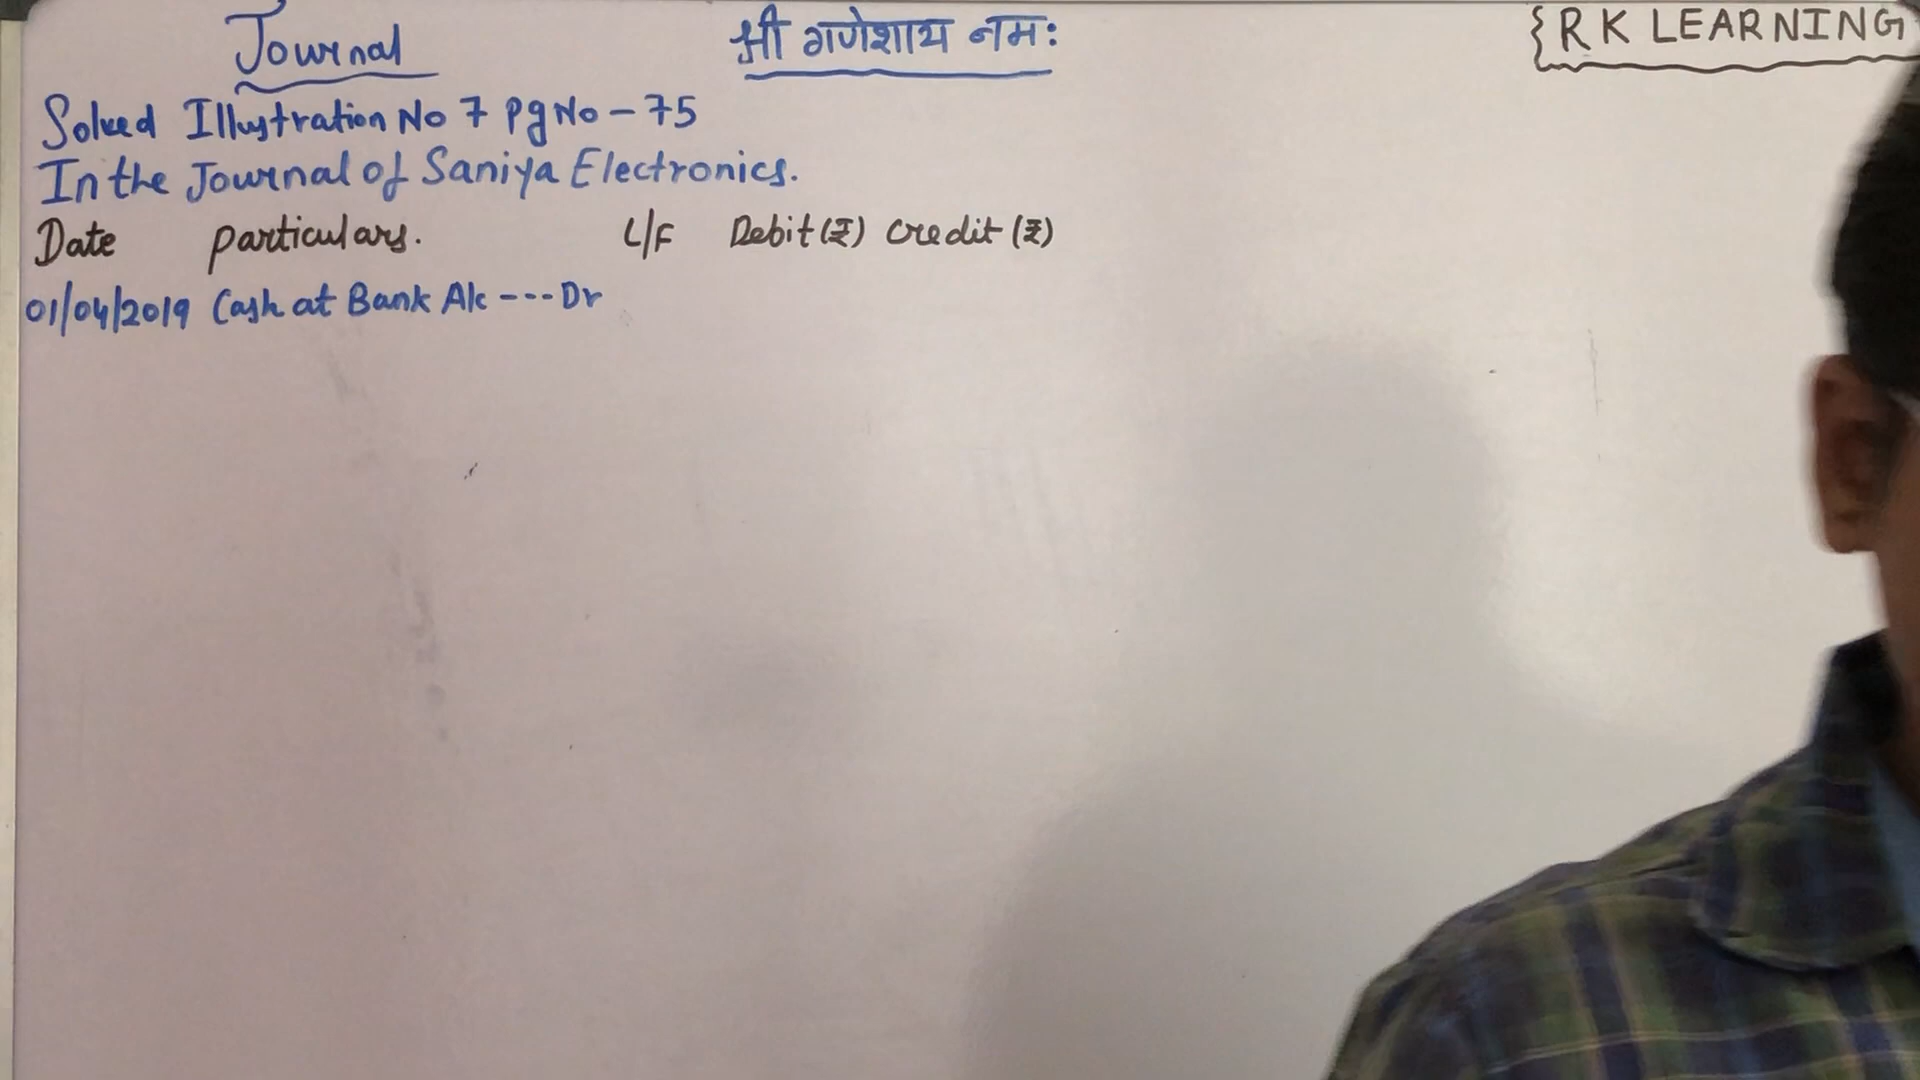 Journal
श्री गणेशाय नमः
{R K LEARNING
Solved Illustration No 7 Pg No - 75
In the Journal of Saniya Electronics.
Date particulars. L/F Debit (₹) Credit (₹)
01/04/2019 Cash at Bank A/c --- Dr